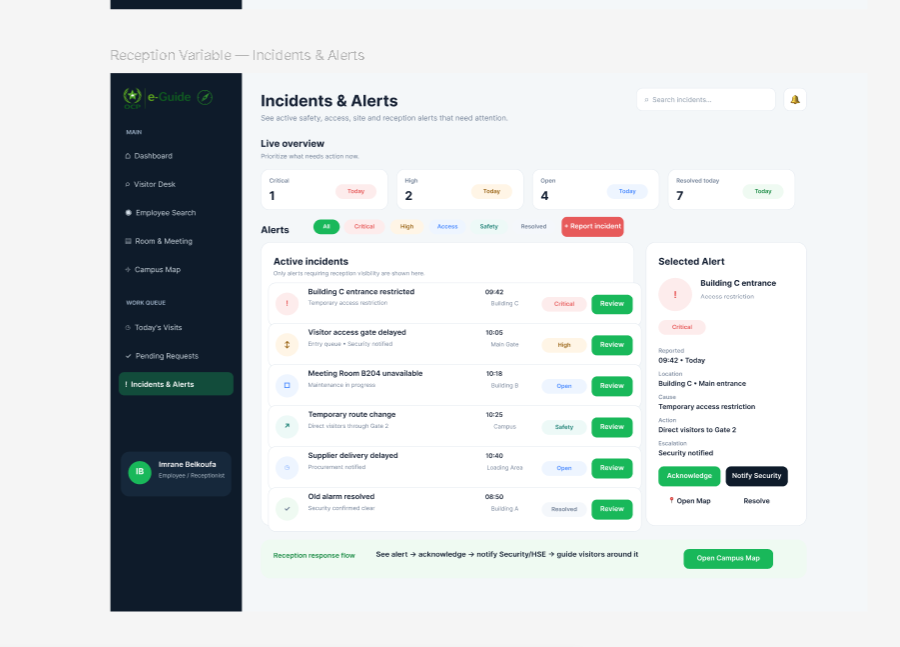 Reception Variable — Incidents & Alerts
OCP
e-Guide
MAIN
Dashboard
Visitor Desk
Employee Search
Room & Meeting
Campus Map
WORK QUEUE
Today's Visits
Pending Requests
! Incidents & Alerts
IB
Imrane Belkoufa
Employee / Receptionist
Incidents & Alerts
See active safety, access, site and reception alerts that need attention.
Search incidents...
Live overview
Prioritize what needs action now.
Critical
1
Today
High
2
Today
Open
4
Today
Resolved today
7
Today
Alerts
All
Critical
High
Access
Safety
Resolved
+ Report incident
Active incidents
Only alerts requiring reception visibility are shown here.
! Building C entrance restricted 09:42
Temporary access restriction Building C Critical Review
Visitor access gate delayed 10:05
Entry queue • Security notified Main Gate High Review
Meeting Room B204 unavailable 10:18
Maintenance in progress Building B Open Review
Temporary route change 10:25
Direct visitors through Gate 2 Campus Safety Review
Supplier delivery delayed 10:40
Procurement notified Loading Area Open Review
Old alarm resolved 08:50
Security confirmed clear Building A Resolved Review
Selected Alert
!
Building C entrance
Access restriction
Critical
Reported
09:42 • Today
Location
Building C • Main entrance
Cause
Temporary access restriction
Action
Direct visitors to Gate 2
Escalation
Security notified
Acknowledge
Notify Security
Open Map
Resolve
Reception response flow
See alert → acknowledge → notify Security/HSE → guide visitors around it
Open Campus Map